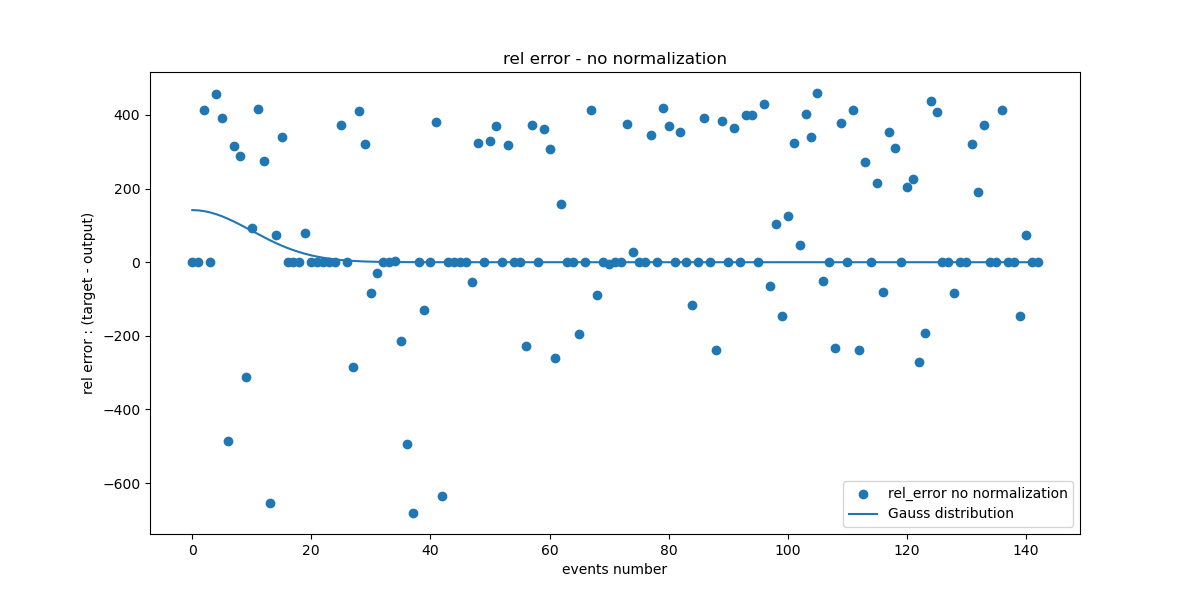 rel error - no normalization
rel error : (target - output)
400
200
0
−200
−400
−600
0 20 40 60 80 100 120 140
events number
rel_error no normalization
Gauss distribution